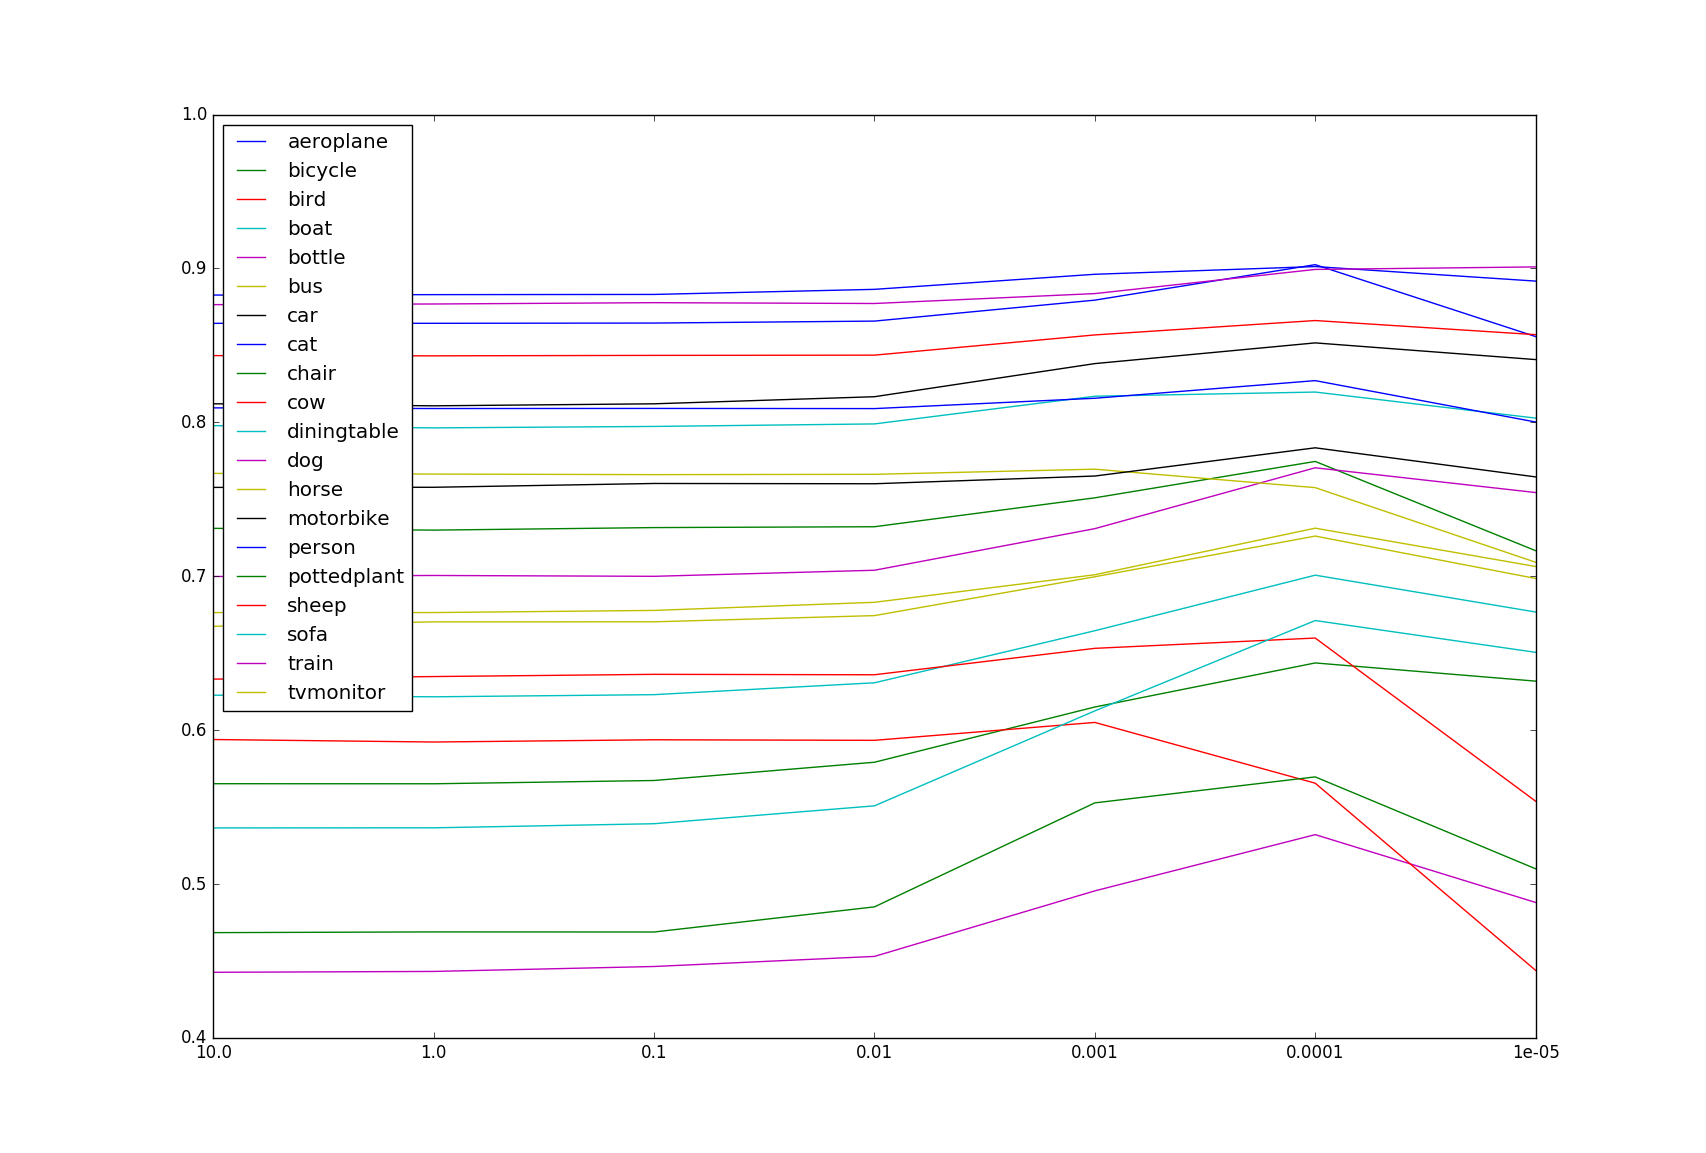 1.0
0.9
0.8
0.7
0.6
0.5
0.4
aeroplane
bicycle
bird
boat
bottle
bus
car
cat
chair
cow
diningtable
dog
horse
motorbike
person
pottedplant
sheep
sofa
train
tvmonitor
10.0 1.0 0.1 0.01 0.001 0.0001 1e-05